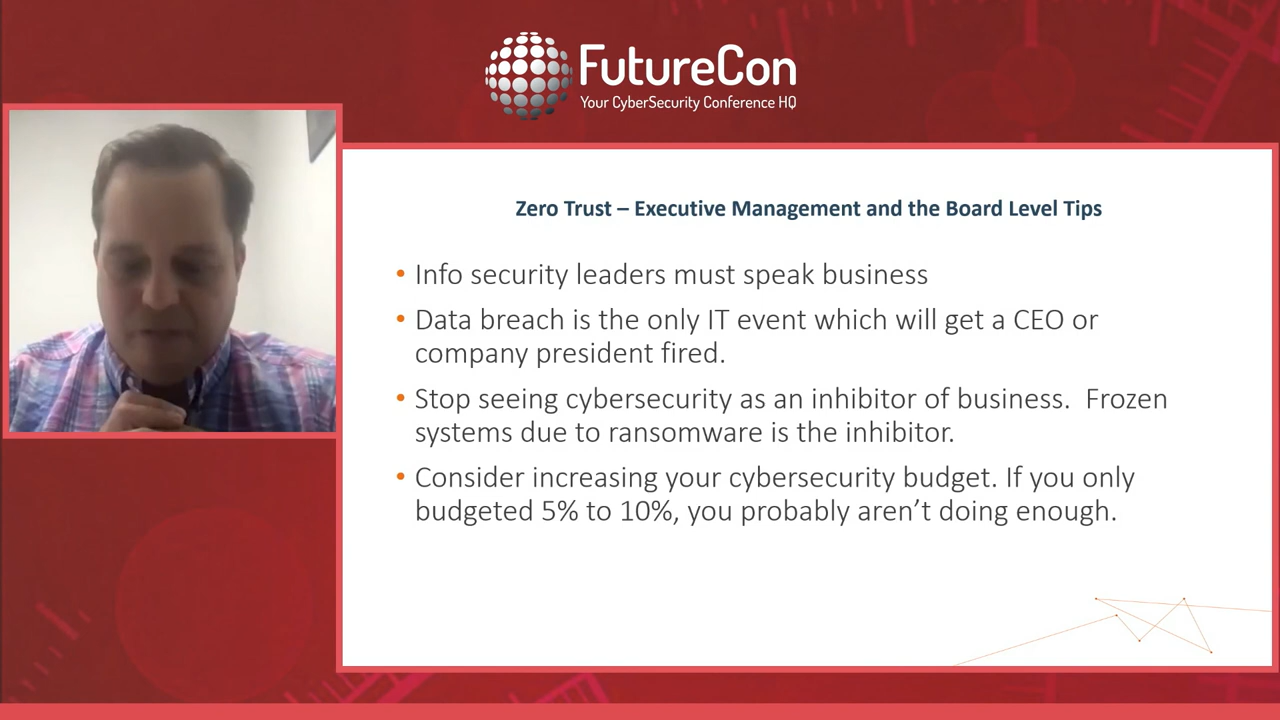 FutureCon
Your CyberSecurity Conference HQ
Zero Trust – Executive Management and the Board Level Tips
• Info security leaders must speak business
• Data breach is the only IT event which will get a CEO or
company president fired.
• Stop seeing cybersecurity as an inhibitor of business.  Frozen
systems due to ransomware is the inhibitor.
• Consider increasing your cybersecurity budget. If you only
budgeted 5% to 10%, you probably aren’t doing enough.